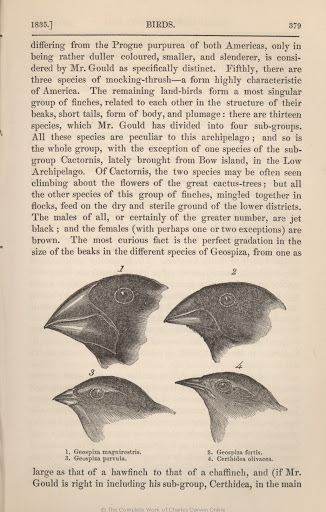 1835.] BIRDS. 379
differing from the Progne purpurea of both Americas, only in
being rather duller coloured, smaller, and slenderer, is consi-
dered by Mr. Gould as specifically distinct. Fifthly, there are
three species of mocking-thrush—a form highly characteristic
of America. The remaining land-birds form a most singular
group of finches, related to each other in the structure of their
beaks, short tails, form of body, and plumage: there are thirteen
species, which Mr. Gould has divided into four sub-groups.
All these species are peculiar to this archipelago; and so is
the whole group, with the exception of one species of the sub-
group Cactornis, lately brought from Bow island, in the Low
Archipelago. Of Cactornis, the two species may be often seen
climbing about the flowers of the great cactus-trees; but all
the other species of this group of finches, mingled together in
flocks, feed on the dry and sterile ground of the lower districts.
The males of all, or certainly of the greater number, are jet
black; and the females (with perhaps one or two exceptions) are
brown. The most curious fact is the perfect gradation in the
size of the beaks in the different species of Geospiza, from one as
1 2
3 4
1. Geospiza magnirostris. 2. Geospiza fortis.
3. Geospiza parvula. 4. Certhidea olivacea.
large as that of a hawfinch to that of a chaffinch, and (if Mr.
Gould is right in including his sub-group, Certhidea, in the main
© The Complete Work of Charles Darwin Online